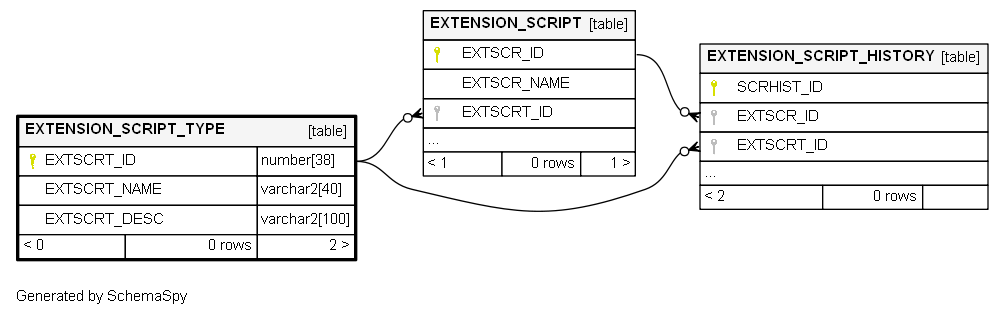 EXTENSION_SCRIPT_TYPE [table]
EXTSCRT_ID number[38]
EXTSCRT_NAME varchar2[40]
EXTSCRT_DESC varchar2[100]
< 0 0 rows 2 >
EXTENSION_SCRIPT [table]
EXTSCR_ID
EXTSCR_NAME
EXTSCRT_ID
...
< 1 0 rows 1 >
EXTENSION_SCRIPT_HISTORY [table]
SCRHIST_ID
EXTSCR_ID
EXTSCRT_ID
...
< 2 0 rows
Generated by SchemaSpy